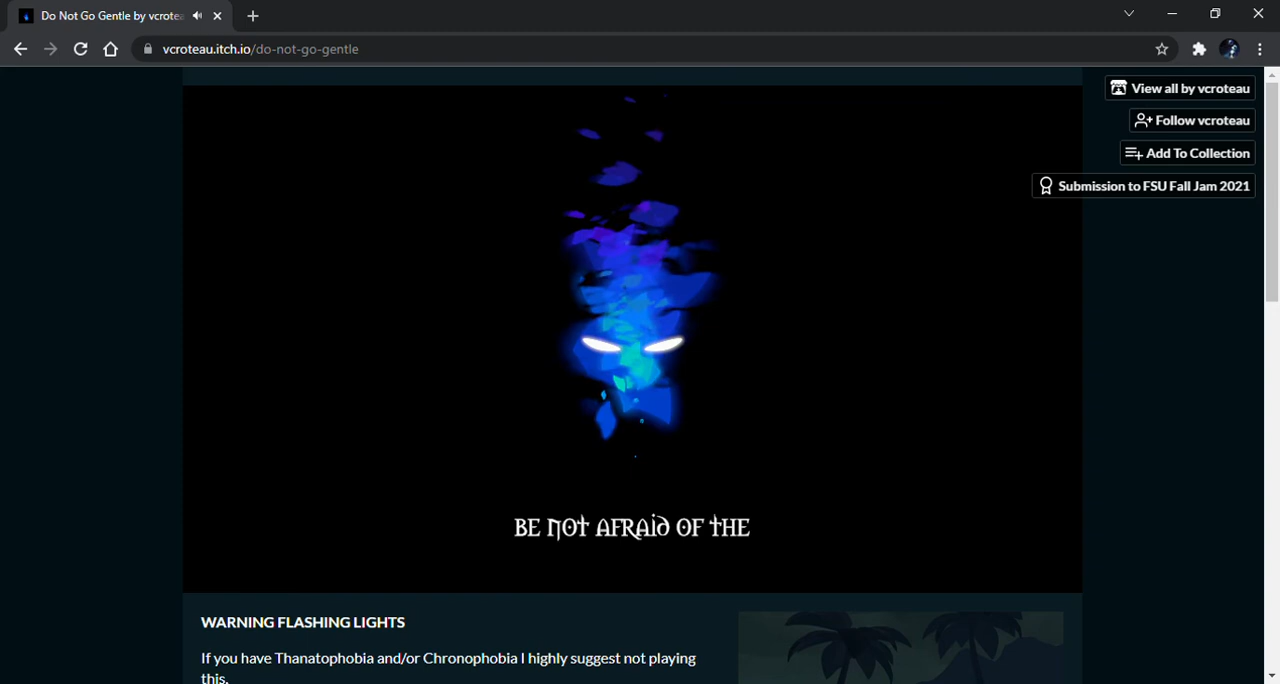 Do Not Go Gentle by vcrotea
vcroteau.itch.io/do-not-go-gentle
View all by vcroteau
Follow vcroteau
Add To Collection
Submission to FSU Fall Jam 2021
BE NOT AFRAID OF THE
WARNING FLASHING LIGHTS
If you have Thanatophobia and/or Chronophobia I highly suggest not playing
this.